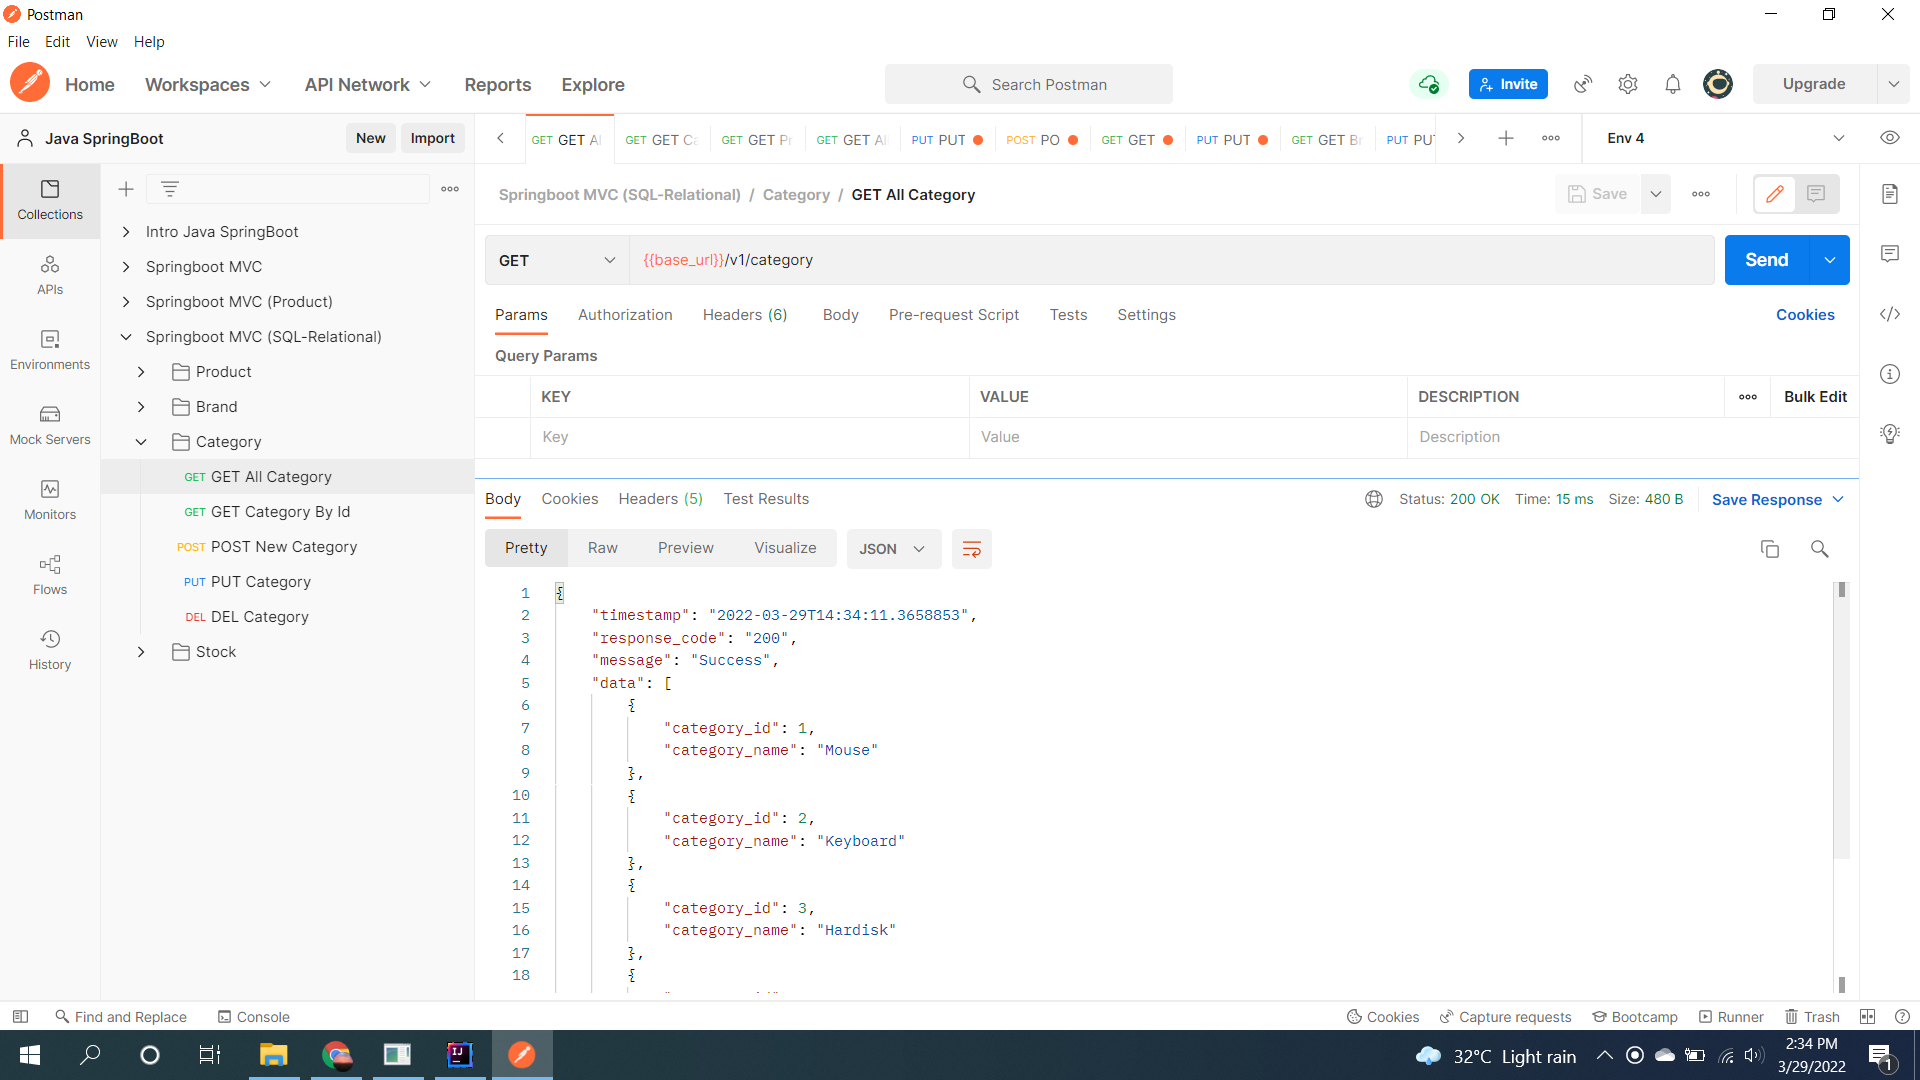 Postman
File Edit View Help
Home Workspaces API Network Reports Explore Search Postman Invite Upgrade
Java SpringBoot New Import GET GET Al GET GET Ca GET GET Pr GET GET Al PUT PUT POST PO GET GET PUT PUT GET GET Br PUT PUT Env 4
Springboot MVC (SQL-Relational) / Category / GET All Category Save
Collections
APIs
Environments
Mock Servers
Monitors
Flows
History
Intro Java SpringBoot
Springboot MVC
Springboot MVC (Product)
Springboot MVC (SQL-Relational)
Product
Brand
Category
GET GET All Category
GET GET Category By Id
POST POST New Category
PUT PUT Category
DEL DEL Category
Stock
GET {{base_url}}/v1/category Send
Params Authorization Headers (6) Body Pre-request Script Tests Settings Cookies
Query Params
KEY VALUE DESCRIPTION Bulk Edit
Key Value Description
Body Cookies Headers (5) Test Results Status: 200 OK Time: 15 ms Size: 480 B Save Response
Pretty Raw Preview Visualize JSON
1 {
2 "timestamp": "2022-03-29T14:34:11.3658853",
3 "response_code": "200",
4 "message": "Success",
5 "data": [
6 {
7 "category_id": 1,
8 "category_name": "Mouse"
9 },
10 {
11 "category_id": 2,
12 "category_name": "Keyboard"
13 },
14 {
15 "category_id": 3,
16 "category_name": "Hardisk"
17 },
18 {
Find and Replace Console Cookies Capture requests Bootcamp Runner Trash
32°C Light rain 2:34 PM
3/29/2022 1